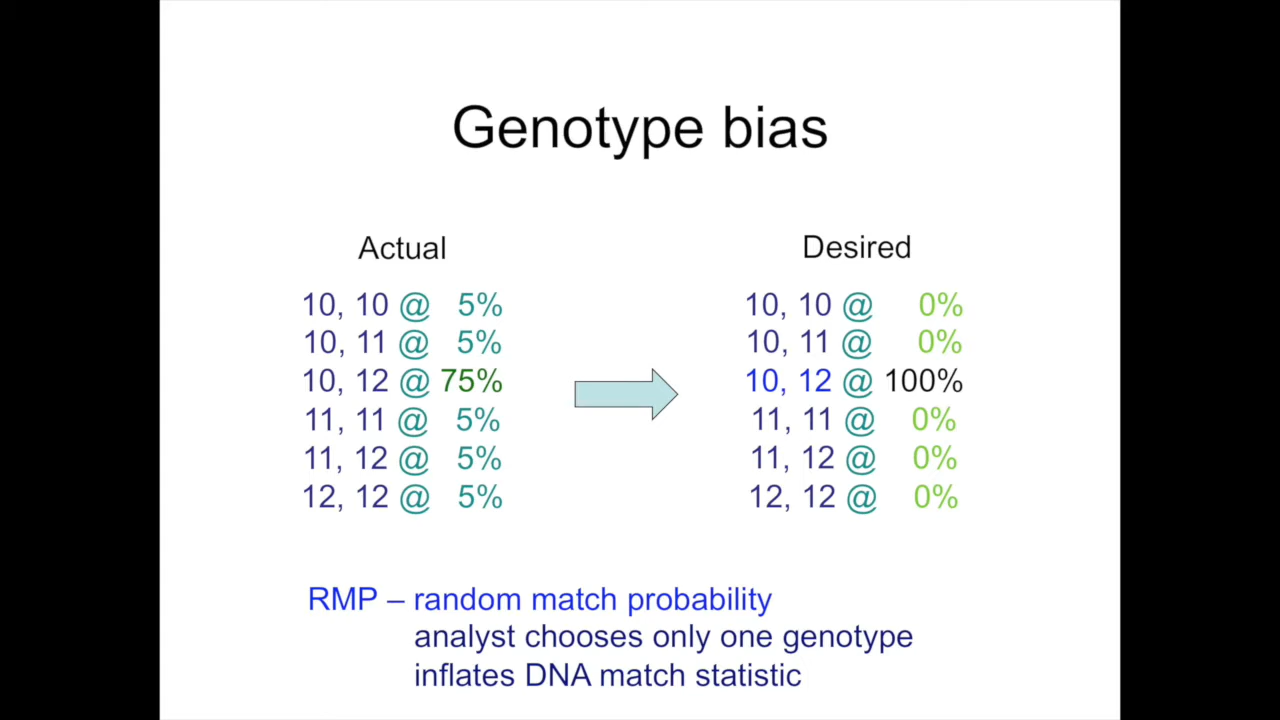 Genotype bias
Actual
10, 10 @ 5%
10, 11 @ 5%
10, 12 @ 75%
11, 11 @ 5%
11, 12 @ 5%
12, 12 @ 5%
Desired
10, 10 @ 0%
10, 11 @ 0%
10, 12 @ 100%
11, 11 @ 0%
11, 12 @ 0%
12, 12 @ 0%
RMP – random match probability
analyst chooses only one genotype
inflates DNA match statistic